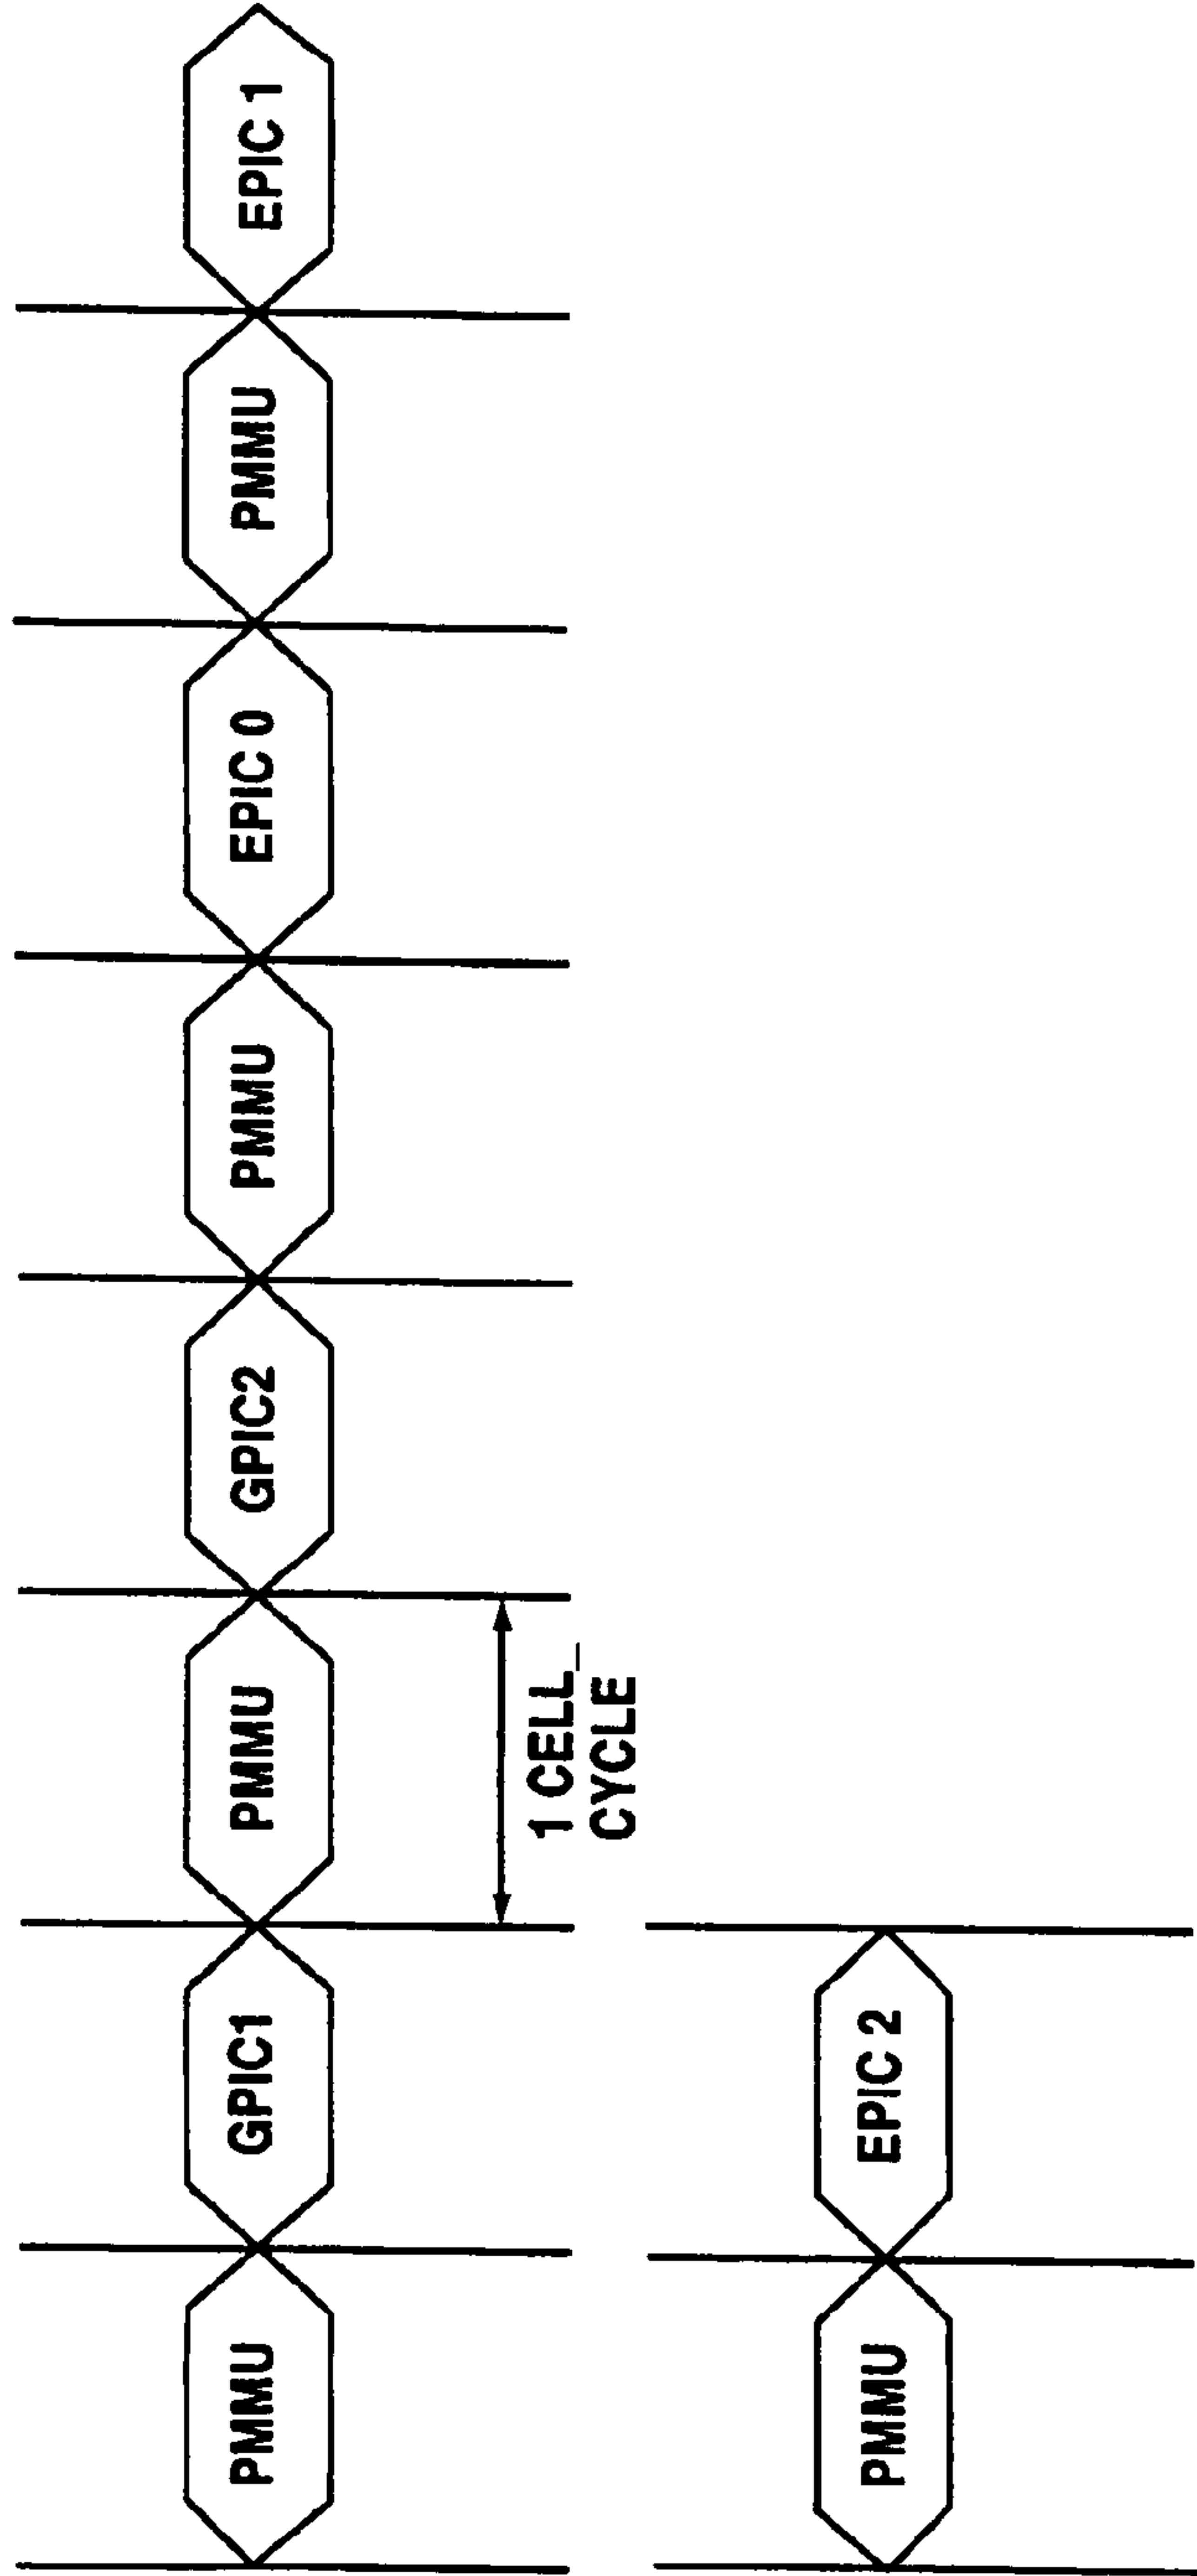 PMMU
GPIC1
PMMU
GPIC2
PMMU
EPIC 0
PMMU
EPIC 1
1 CELL_
CYCLE
PMMU
EPIC 2